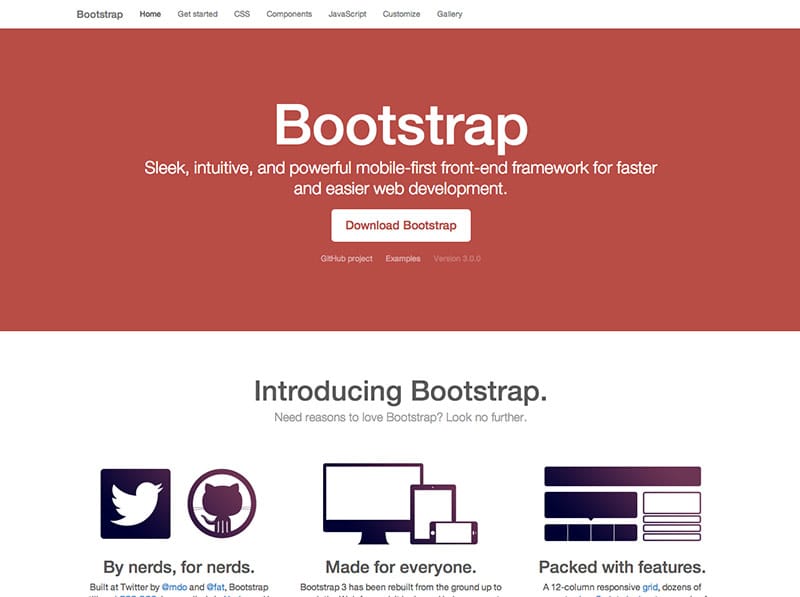 Bootstrap Home Get started CSS Components JavaScript Customize Gallery
Bootstrap
Sleek, intuitive, and powerful mobile-first front-end framework for faster
and easier web development.
Download Bootstrap
GitHub project Examples Version 3.0.0
Introducing Bootstrap.
Need reasons to love Bootstrap? Look no further.
By nerds, for nerds.
Built at Twitter by @mdo and @fat, Bootstrap
Made for everyone.
Bootstrap 3 has been rebuilt from the ground up to
Packed with features.
A 12-column responsive grid, dozens of